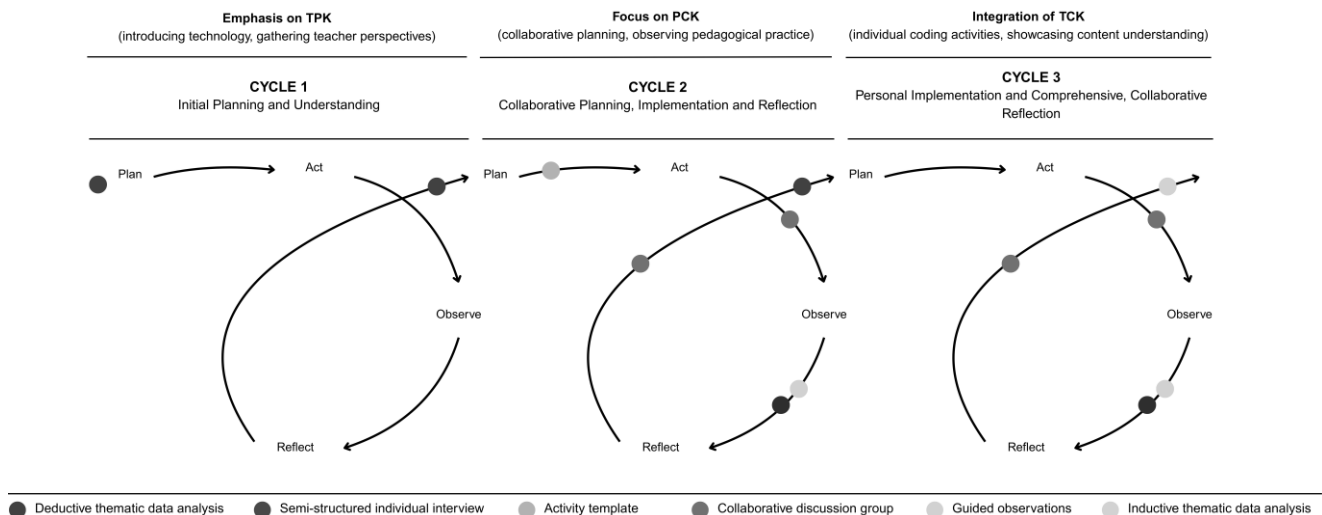 Emphasis on TPK
(introducing technology, gathering teacher perspectives)
Focus on PCK
(collaborative planning, observing pedagogical practice)
Integration of TCK
(individual coding activities, showcasing content understanding)
CYCLE 1
Initial Planning and Understanding
CYCLE 2
Collaborative Planning, Implementation and Reflection
CYCLE 3
Personal Implementation and Comprehensive, Collaborative
Reflection
Plan
Act
Observe
Reflect
Plan
Act
Observe
Reflect
Plan
Act
Observe
Reflect
Deductive thematic data analysis
Semi-structured individual interview
Activity template
Collaborative discussion group
Guided observations
Inductive thematic data analysis